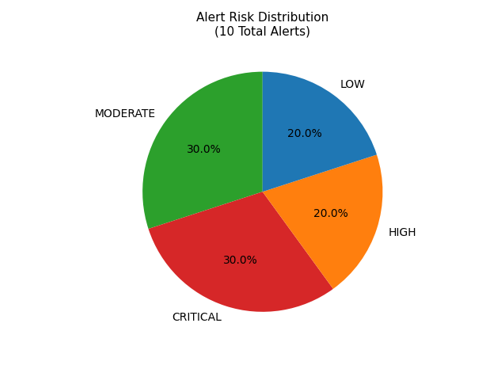 Alert Risk Distribution
(10 Total Alerts)
LOW
20.0%
MODERATE
30.0%
20.0%
HIGH
30.0%
CRITICAL